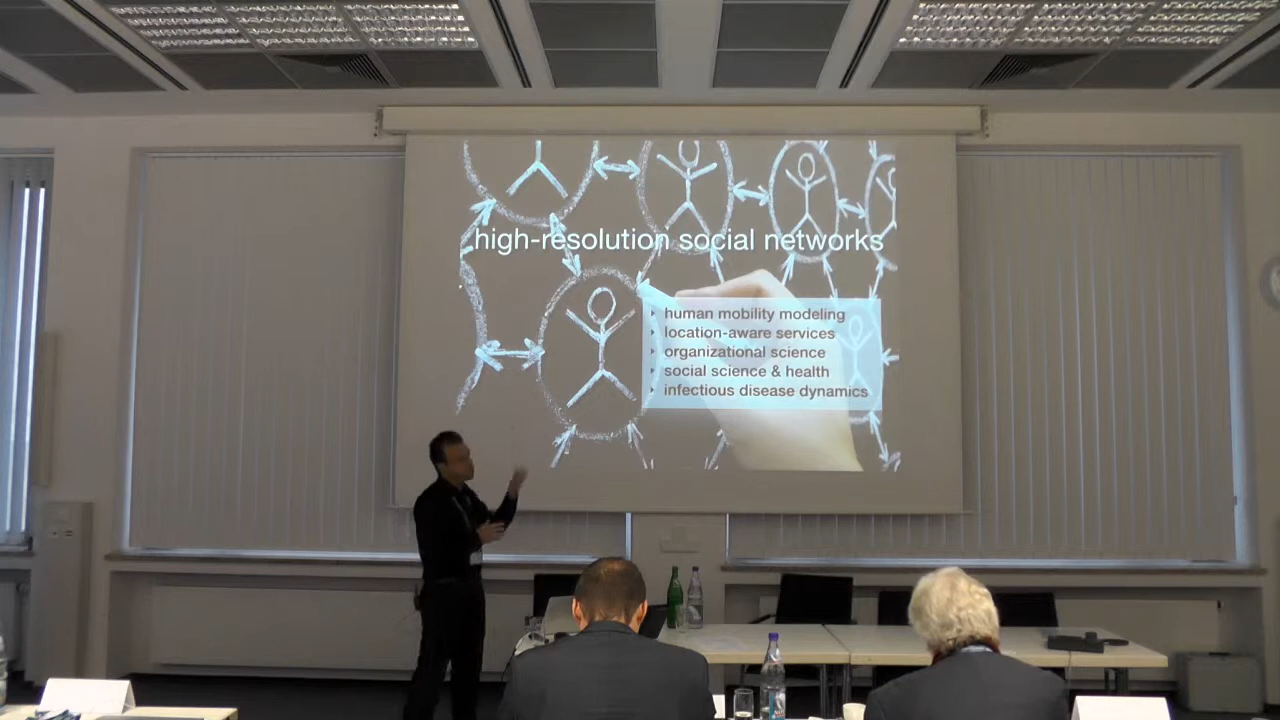 high-resolution social networks
human mobility modeling
location-aware services
organizational science
social science & health
infectious disease dynamics